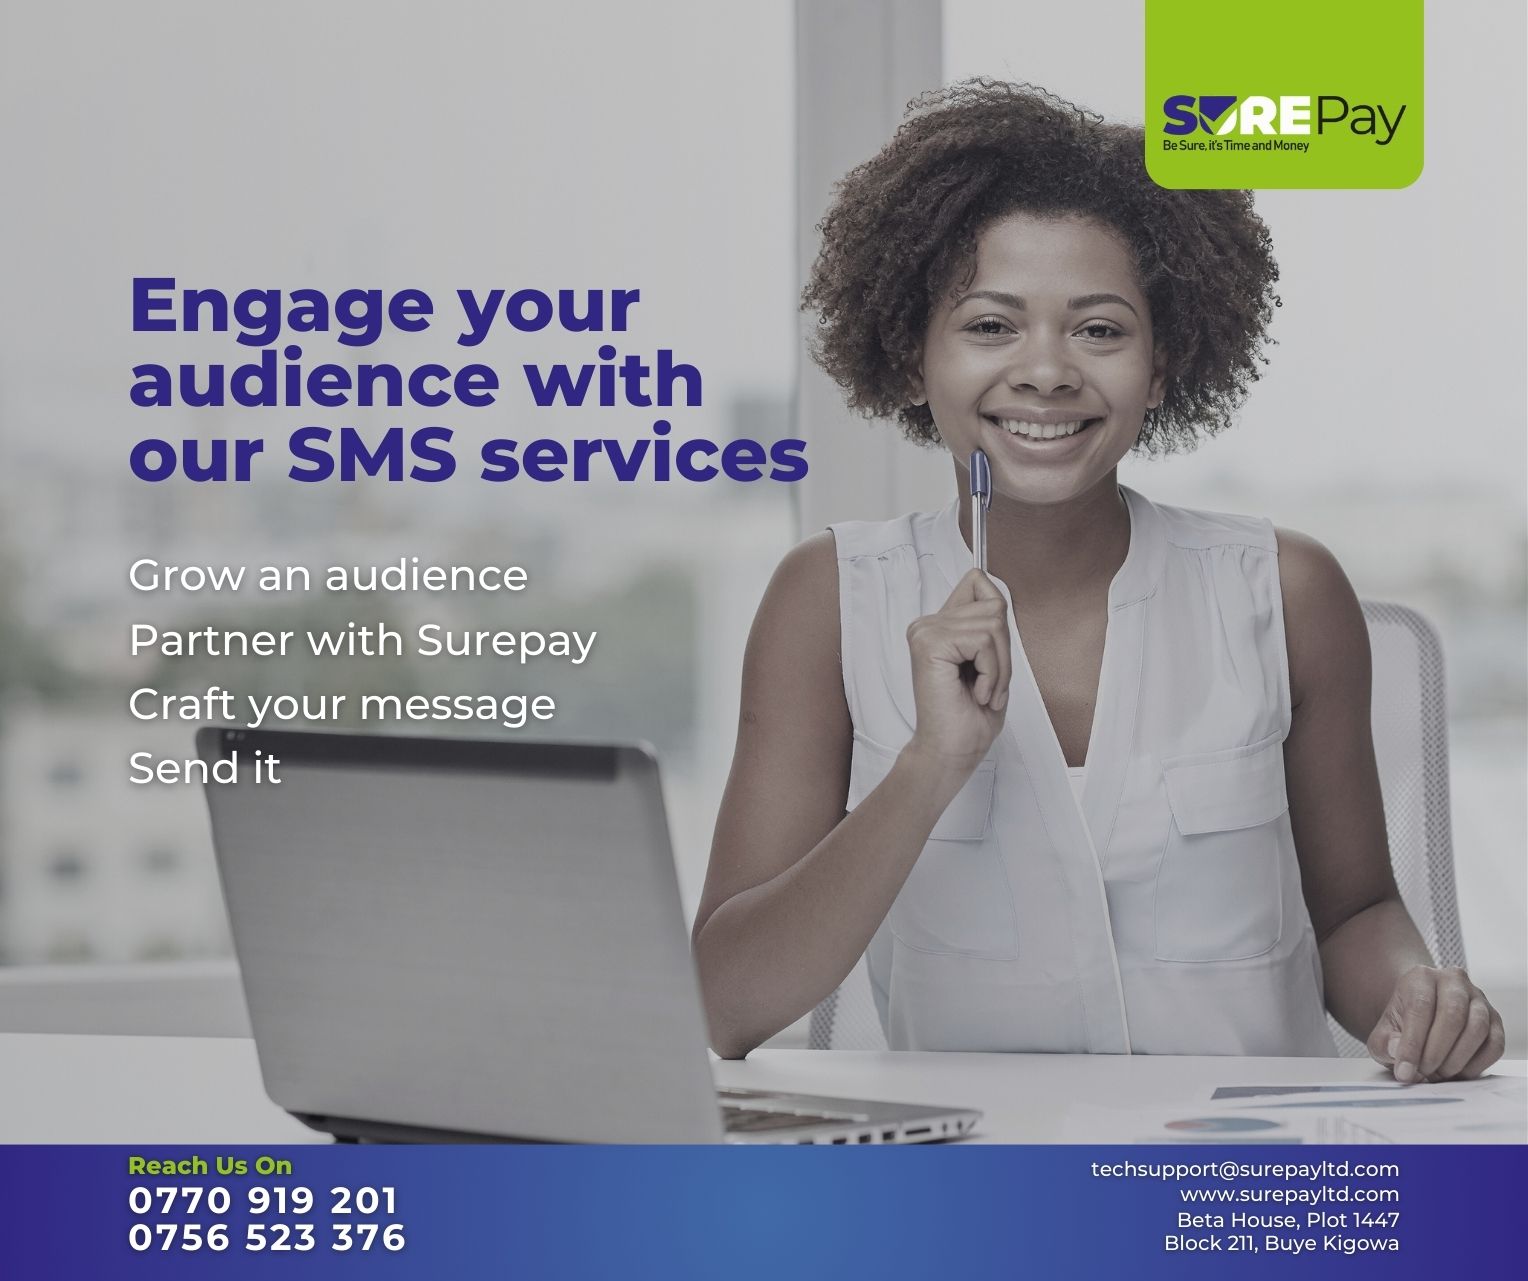 SUREPay
Be Sure, it's Time and Money
Engage your
audience with
our SMS services
Grow an audience
Partner with Surepay
Craft your message
Send it
Reach Us On
0770 919 201
0756 523 376
techsupport@surepayltd.com
www.surepayltd.com
Beta House, Plot 1447
Block 211, Buye Kigowa